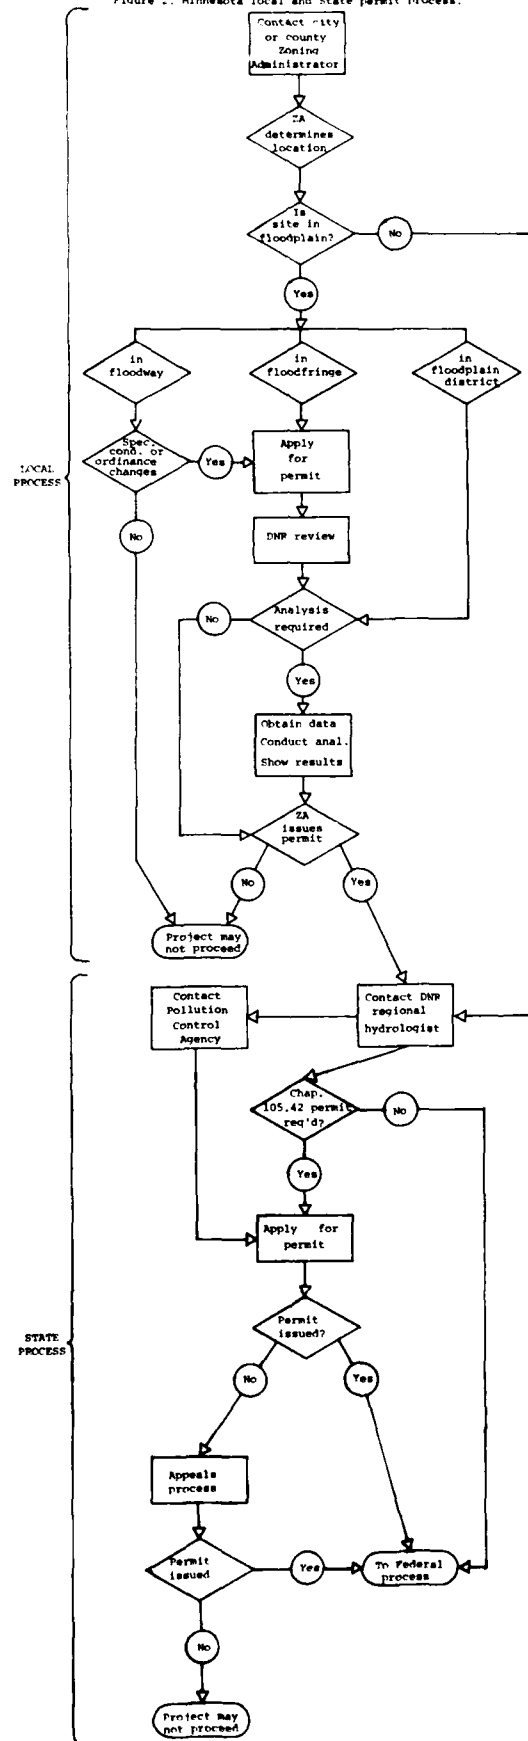 Figure 2. Minnesota local and State permit process.
Contact city
or county
Zoning
Administrator
ZA
determines
location
Is
site in
floodplain?
No
Yes
in
floodway
in
floodfringe
in
floodplain
district
Spec.
cond. or
ordinance
changes
Yes
Apply
for
permit
LOCAL
PROCESS
No
DNR review
No
Analysis
required
Yes
Obtain data
Conduct anal.
Show results
ZA
issues
permit
No
Yes
Project may
not proceed
Contact
Pollution
Control
Agency
Contact DNR
regional
hydrologist
Chap.
105.42 permit
req'd?
No
Yes
Apply for
permit
STATE
PROCESS
Permit
issued?
No
Yes
Appeals
process
Permit
issued
Yes
To Federal
process
No
Project may
not proceed